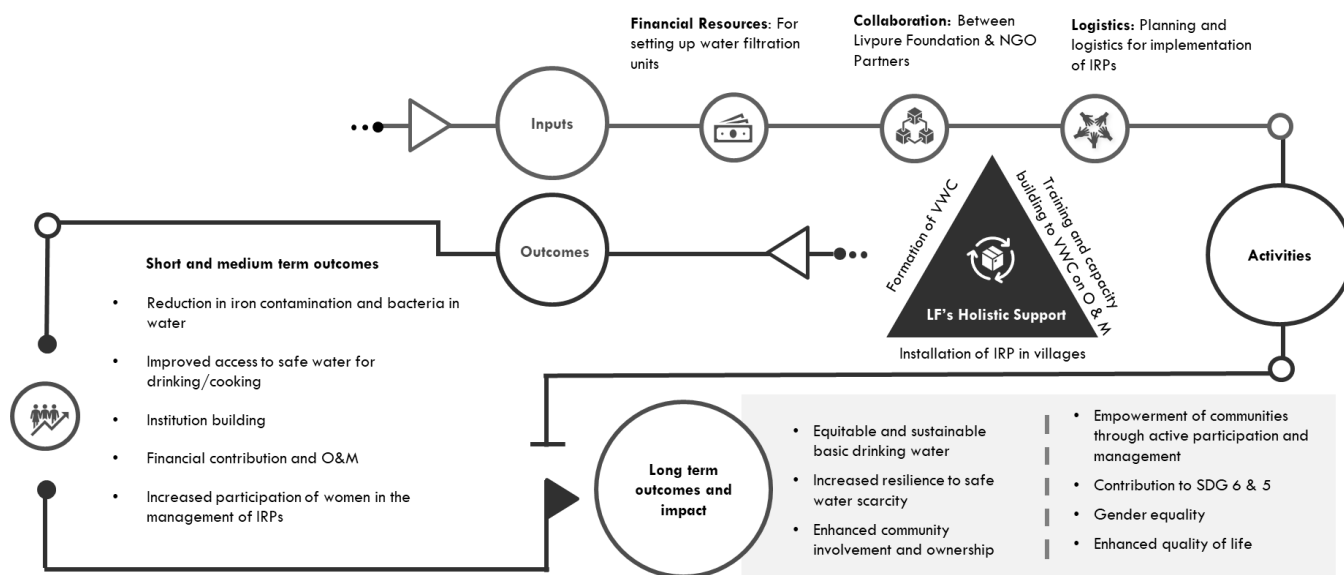 Financial Resources: For
setting up water filtration
units
Collaboration: Between
Livpure Foundation & NGO
Partners
Logistics: Planning and
logistics for implementation
of IRPs
Inputs
Formation of VWC
Training and capacity
building to VWC on O & M
LF's Holistic Support
Installation of IRP in villages
Activities
Outcomes
Short and medium term outcomes
• Reduction in iron contamination and bacteria in
water
• Improved access to safe water for
drinking/cooking
• Institution building
• Financial contribution and O&M
• Increased participation of women in the
management of IRPs
Long term
outcomes and
impact
• Equitable and sustainable
basic drinking water
• Increased resilience to safe
water scarcity
• Enhanced community
involvement and ownership
• Empowerment of communities
through active participation and
management
• Contribution to SDG 6 & 5
• Gender equality
• Enhanced quality of life